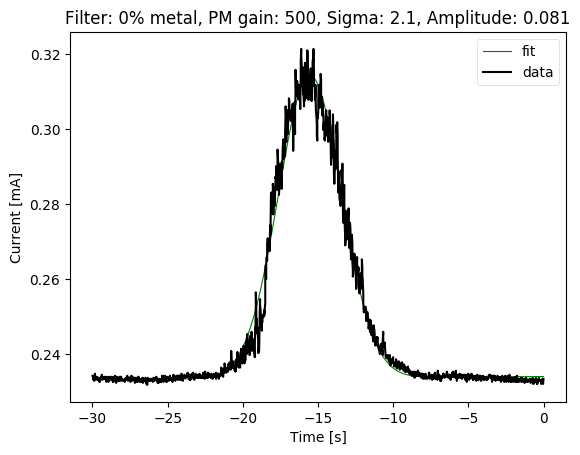 Filter: 0% metal, PM gain: 500, Sigma: 2.1, Amplitude: 0.081
fit
data
0.32
0.30
0.28
0.26
0.24
Current [mA]
−30
−25
−20
−15
−10
−5
0
Time [s]